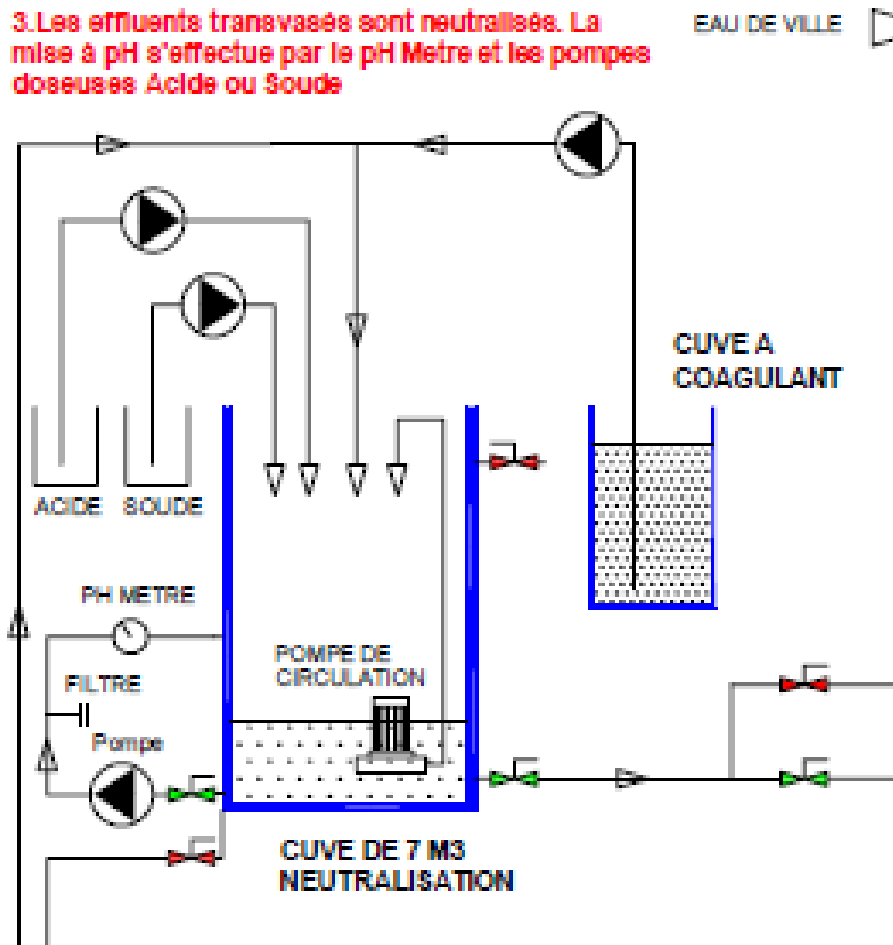 3.Les effluents transvasés sont neutralisés. La
mise à pH s'effectue par le pH Metre et les pompes
doseuses Acide ou Soude
EAU DE VILLE
CUVE A
COAGULANT
ACIDE
SOUDE
PH METRE
POMPE DE
CIRCULATION
FILTRE
Pompe
CUVE DE 7 M3
NEUTRALISATION